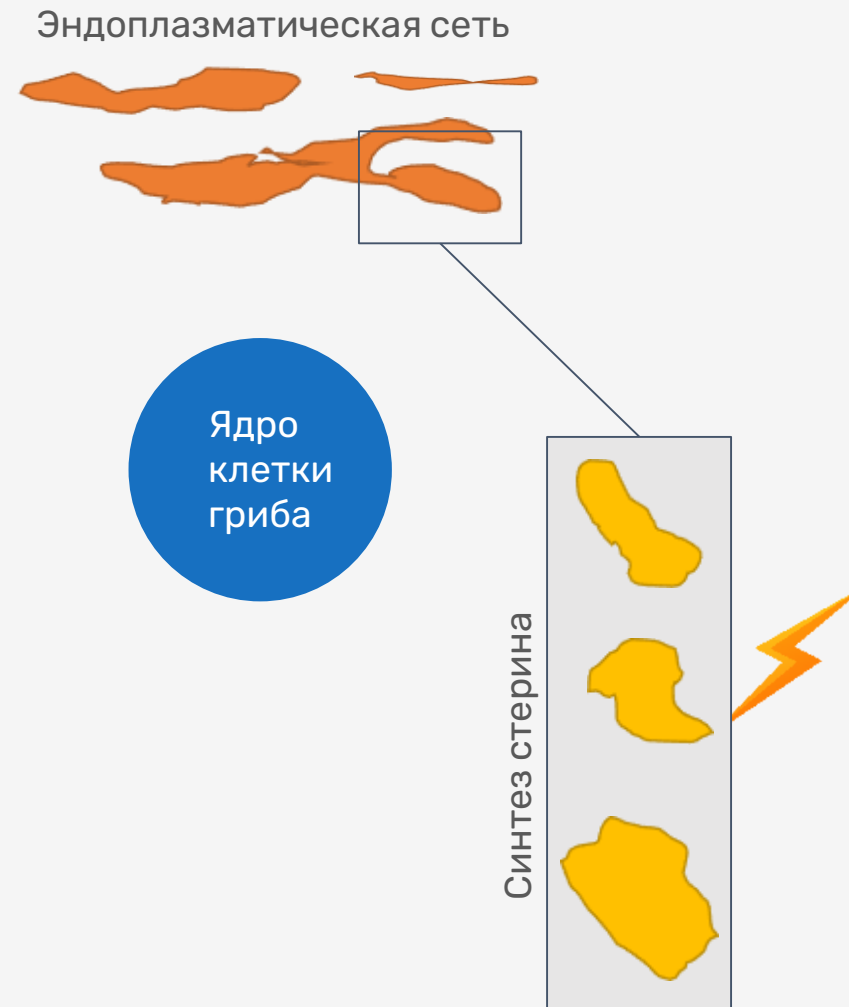 Эндоплазматическая сеть
Ядро
клетки
гриба
Синтез стерина